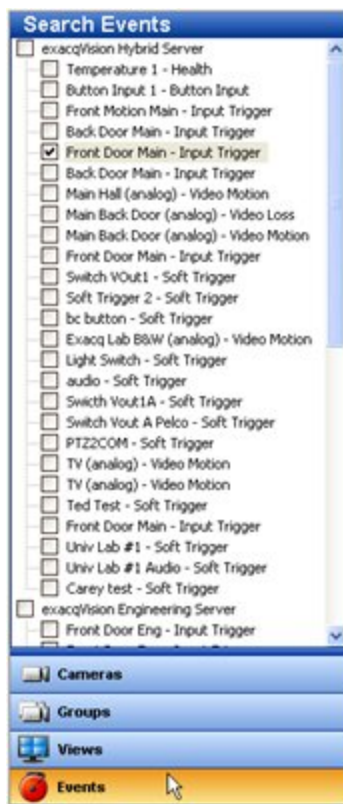 Search Events
exacqVision Hybrid Server
Temperature 1 - Health
Button Input 1 - Button Input
Front Motion Main - Input Trigger
Back Door Main - Input Trigger
Front Door Main - Input Trigger
Back Door Main - Input Trigger
Main Hall (analog) - Video Motion
Main Back Door (analog) - Video Loss
Main Back Door (analog) - Video Motion
Front Door Main - Input Trigger
Switch VOut1 - Soft Trigger
Soft Trigger 2 - Soft Trigger
bc button - Soft Trigger
Exacq Lab B&W (analog) - Video Motion
Light Switch - Soft Trigger
audio - Soft Trigger
Swicth Vout1A - Soft Trigger
Switch Vout A Pelco - Soft Trigger
PTZ2COM - Soft Trigger
TV (analog) - Video Motion
TV (analog) - Video Motion
Ted Test - Soft Trigger
Front Door Main - Input Trigger
Univ Lab #1 - Soft Trigger
Univ Lab #1 Audio - Soft Trigger
Carey test - Soft Trigger
exacqVision Engineering Server
Front Door Eng - Input Trigger
Cameras
Groups
Views
Events